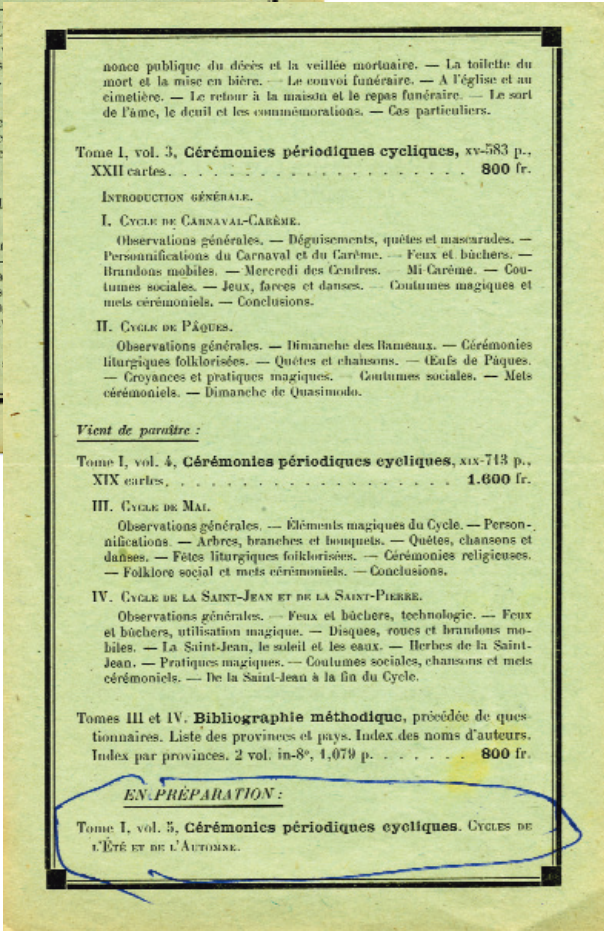 nonce publique du décès et la veillée mortuaire. — La toilette du
mort et la mise en bière. — Le convoi funéraire. — A l'église et au
cimetière. — Le retour à la maison et le repas funéraire. — Le sort
de l'âme, le deuil et les commémorations. — Cas particuliers.
Tome I, vol. 3, Cérémonies périodiques cycliques, xv-583 p.,
XXII cartes. . . . . . . . . . . . . . . . . . 800 fr.
INTRODUCTION GÉNÉRALE.
I. CYCLE DE CARNAVAL-CARÊME.
Observations générales. — Déguisements, quêtes et mascarades. —
Personnifications du Carnaval et du Carême. — Feux et bûchers. —
Brandons mobiles. — Mercredi des Cendres. — Mi Carême. — Cou-
tumes sociales. — Jeux, farces et danses. — Coutumes magiques et
mets cérémoniels. — Conclusions.
II. CYCLE DE PÂQUES.
Observations générales. — Dimanche des Rameaux. — Cérémonies
liturgiques folklorisées. — Quêtes et chansons. — Œufs de Pâques.
— Croyances et pratiques magiques. — Coutumes sociales. — Mets
cérémoniels. — Dimanche de Quasimodo.
Vient de paraître :
Tome I, vol. 4, Cérémonies périodiques cycliques, xix-743 p.,
XIX cartes. . . . . . . . . . . . . . . . . 1.600 fr.
III. CYCLE DE MAI.
Observations générales. — Éléments magiques du Cycle. — Person-
nifications. — Arbres, branches et bouquets. — Quêtes, chansons et
danses. — Fêtes liturgiques folklorisées. — Cérémonies religieuses.
— Folklore social et mets cérémoniels. — Conclusions.
IV. CYCLE DE LA SAINT-JEAN ET DE LA SAINT-PIERRE.
Observations générales. — Feux et bûchers, technologie. — Feux
et bûchers, utilisation magique. — Disques, roues et brandons mo-
biles. — La Saint-Jean, le soleil et les eaux. — Herbes de la Saint-
Jean. — Pratiques magiques. — Coutumes sociales, chansons et mets
cérémoniels. — De la Saint-Jean à la fin du Cycle.
Tomes III et IV. Bibliographie méthodique, précédée de ques-
tionnaires. Liste des provinces et pays. Index des noms d'auteurs.
Index par provinces. 2 vol. in-8º, 1,079 p. . . . . . . 800 fr.
EN PRÉPARATION :
Tome I, vol. 5, Cérémonies périodiques cycliques. CYCLES DE
L'ÉTÉ ET DE L'AUTOMNE.